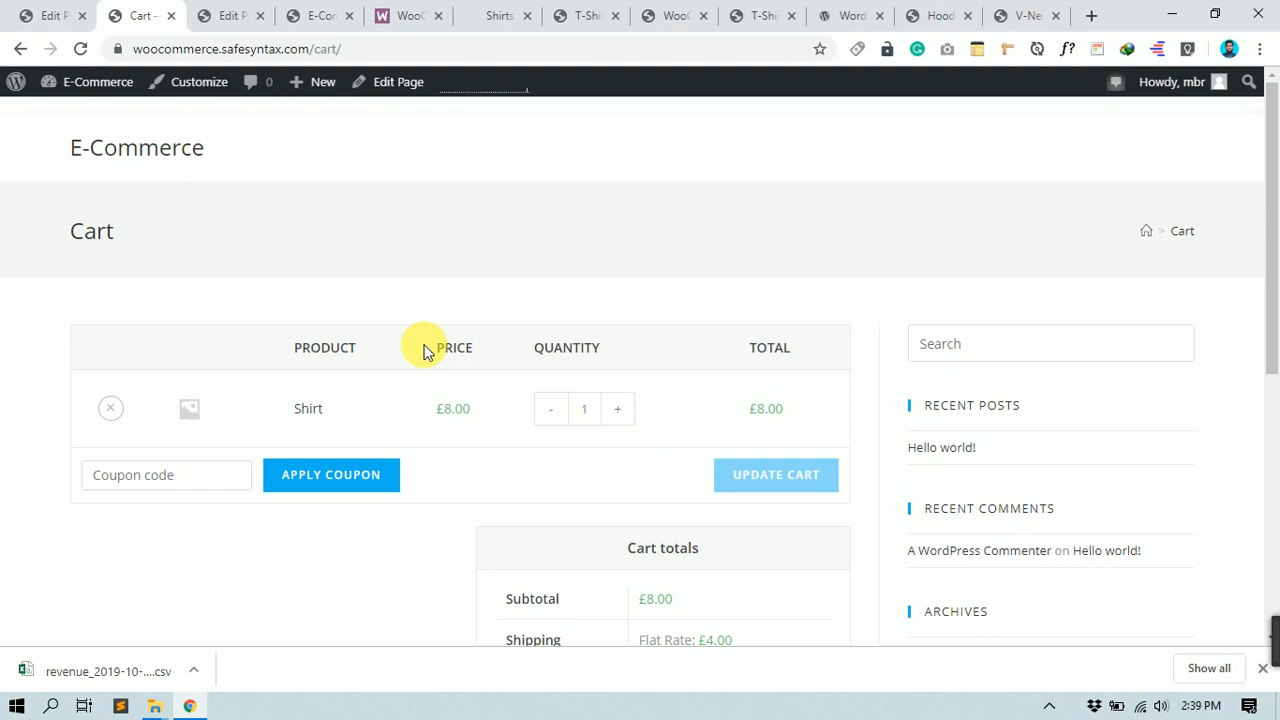 Edit P
Cart –
Edit P
E-Con
WooC
Shirts
T-Shi
WooC
T-Shi
Word
Hood
V-Ne
woocommerce.safesyntax.com/cart/
E-Commerce
Customize
0
New
Edit Page
Howdy, mbr
E-Commerce
Cart
> Cart
PRODUCT PRICE QUANTITY TOTAL
Shirt £8.00 - 1 + £8.00
Coupon code APPLY COUPON UPDATE CART
Cart totals
Subtotal £8.00
Shipping Flat Rate: £4.00
Search
RECENT POSTS
Hello world!
RECENT COMMENTS
A WordPress Commenter on Hello world!
ARCHIVES
revenue_2019-10-....csv
Show all
2:39 PM